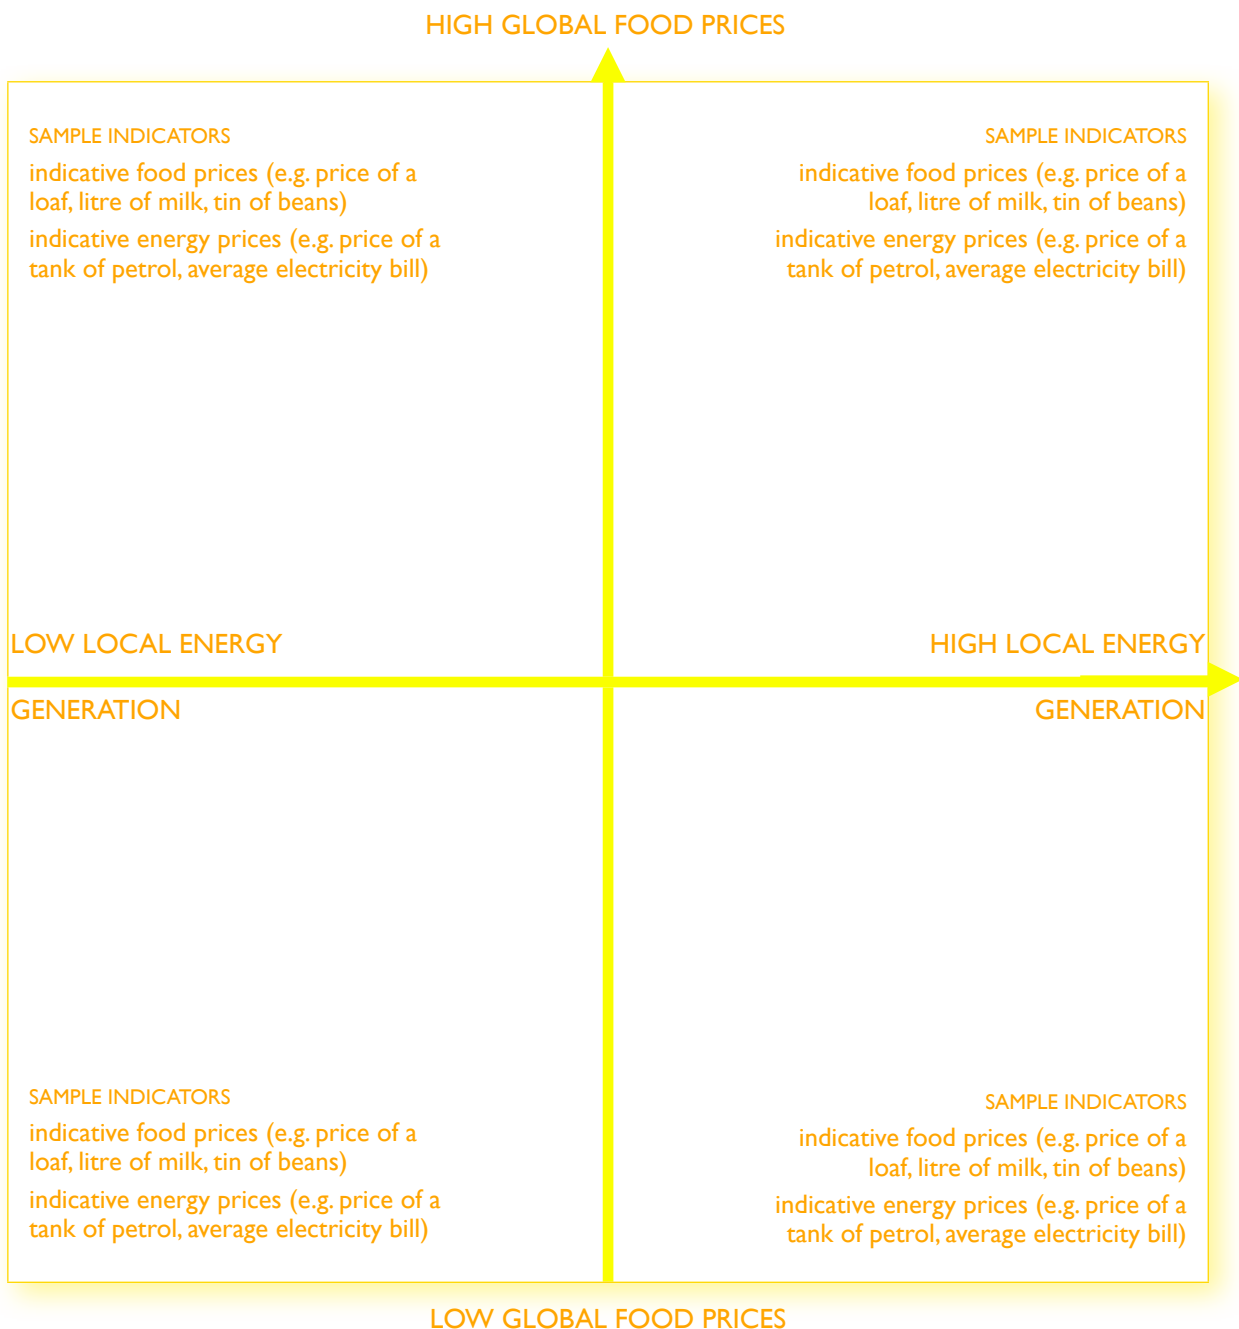 HIGH GLOBAL FOOD PRICES
SAMPLE INDICATORS
indicative food prices (e.g. price of a
loaf, litre of milk, tin of beans)
indicative energy prices (e.g. price of a
tank of petrol, average electricity bill)
SAMPLE INDICATORS
indicative food prices (e.g. price of a
loaf, litre of milk, tin of beans)
indicative energy prices (e.g. price of a
tank of petrol, average electricity bill)
LOW LOCAL ENERGY
GENERATION
HIGH LOCAL ENERGY
GENERATION
SAMPLE INDICATORS
indicative food prices (e.g. price of a
loaf, litre of milk, tin of beans)
indicative energy prices (e.g. price of a
tank of petrol, average electricity bill)
SAMPLE INDICATORS
indicative food prices (e.g. price of a
loaf, litre of milk, tin of beans)
indicative energy prices (e.g. price of a
tank of petrol, average electricity bill)
LOW GLOBAL FOOD PRICES